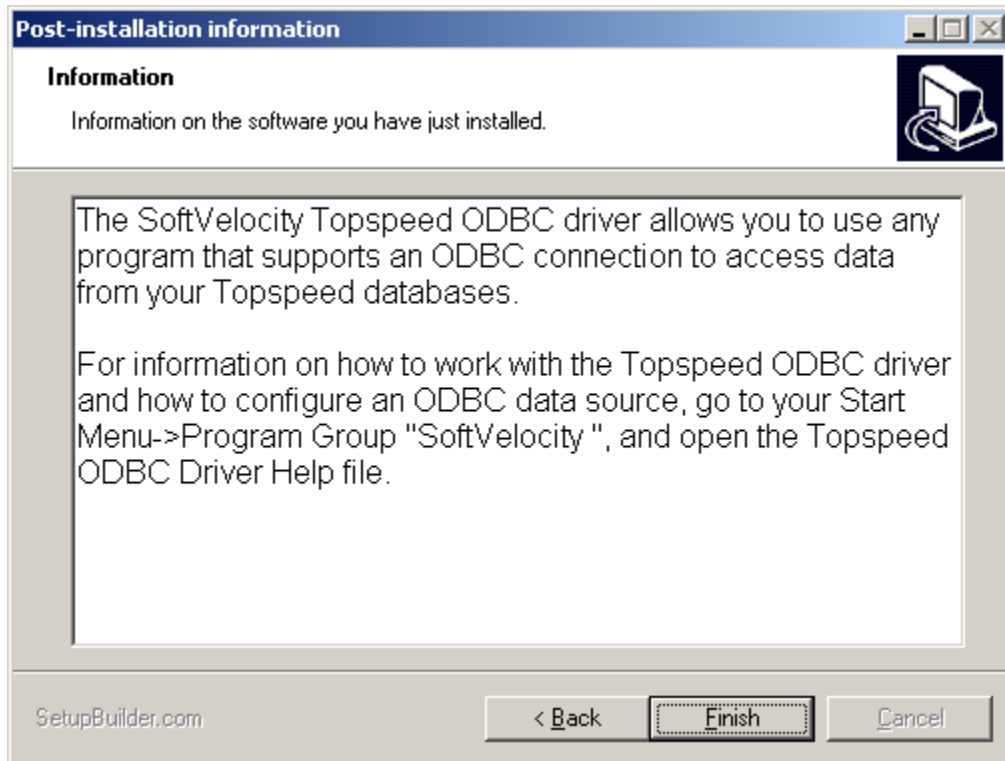 Post-installation information
Information
Information on the software you have just installed.
The SoftVelocity Topspeed ODBC driver allows you to use any
program that supports an ODBC connection to access data
from your Topspeed databases.
For information on how to work with the Topspeed ODBC driver
and how to configure an ODBC data source, go to your Start
Menu->Program Group "SoftVelocity ", and open the Topspeed
ODBC Driver Help file.
SetupBuilder.com
< Back
Finish
Cancel